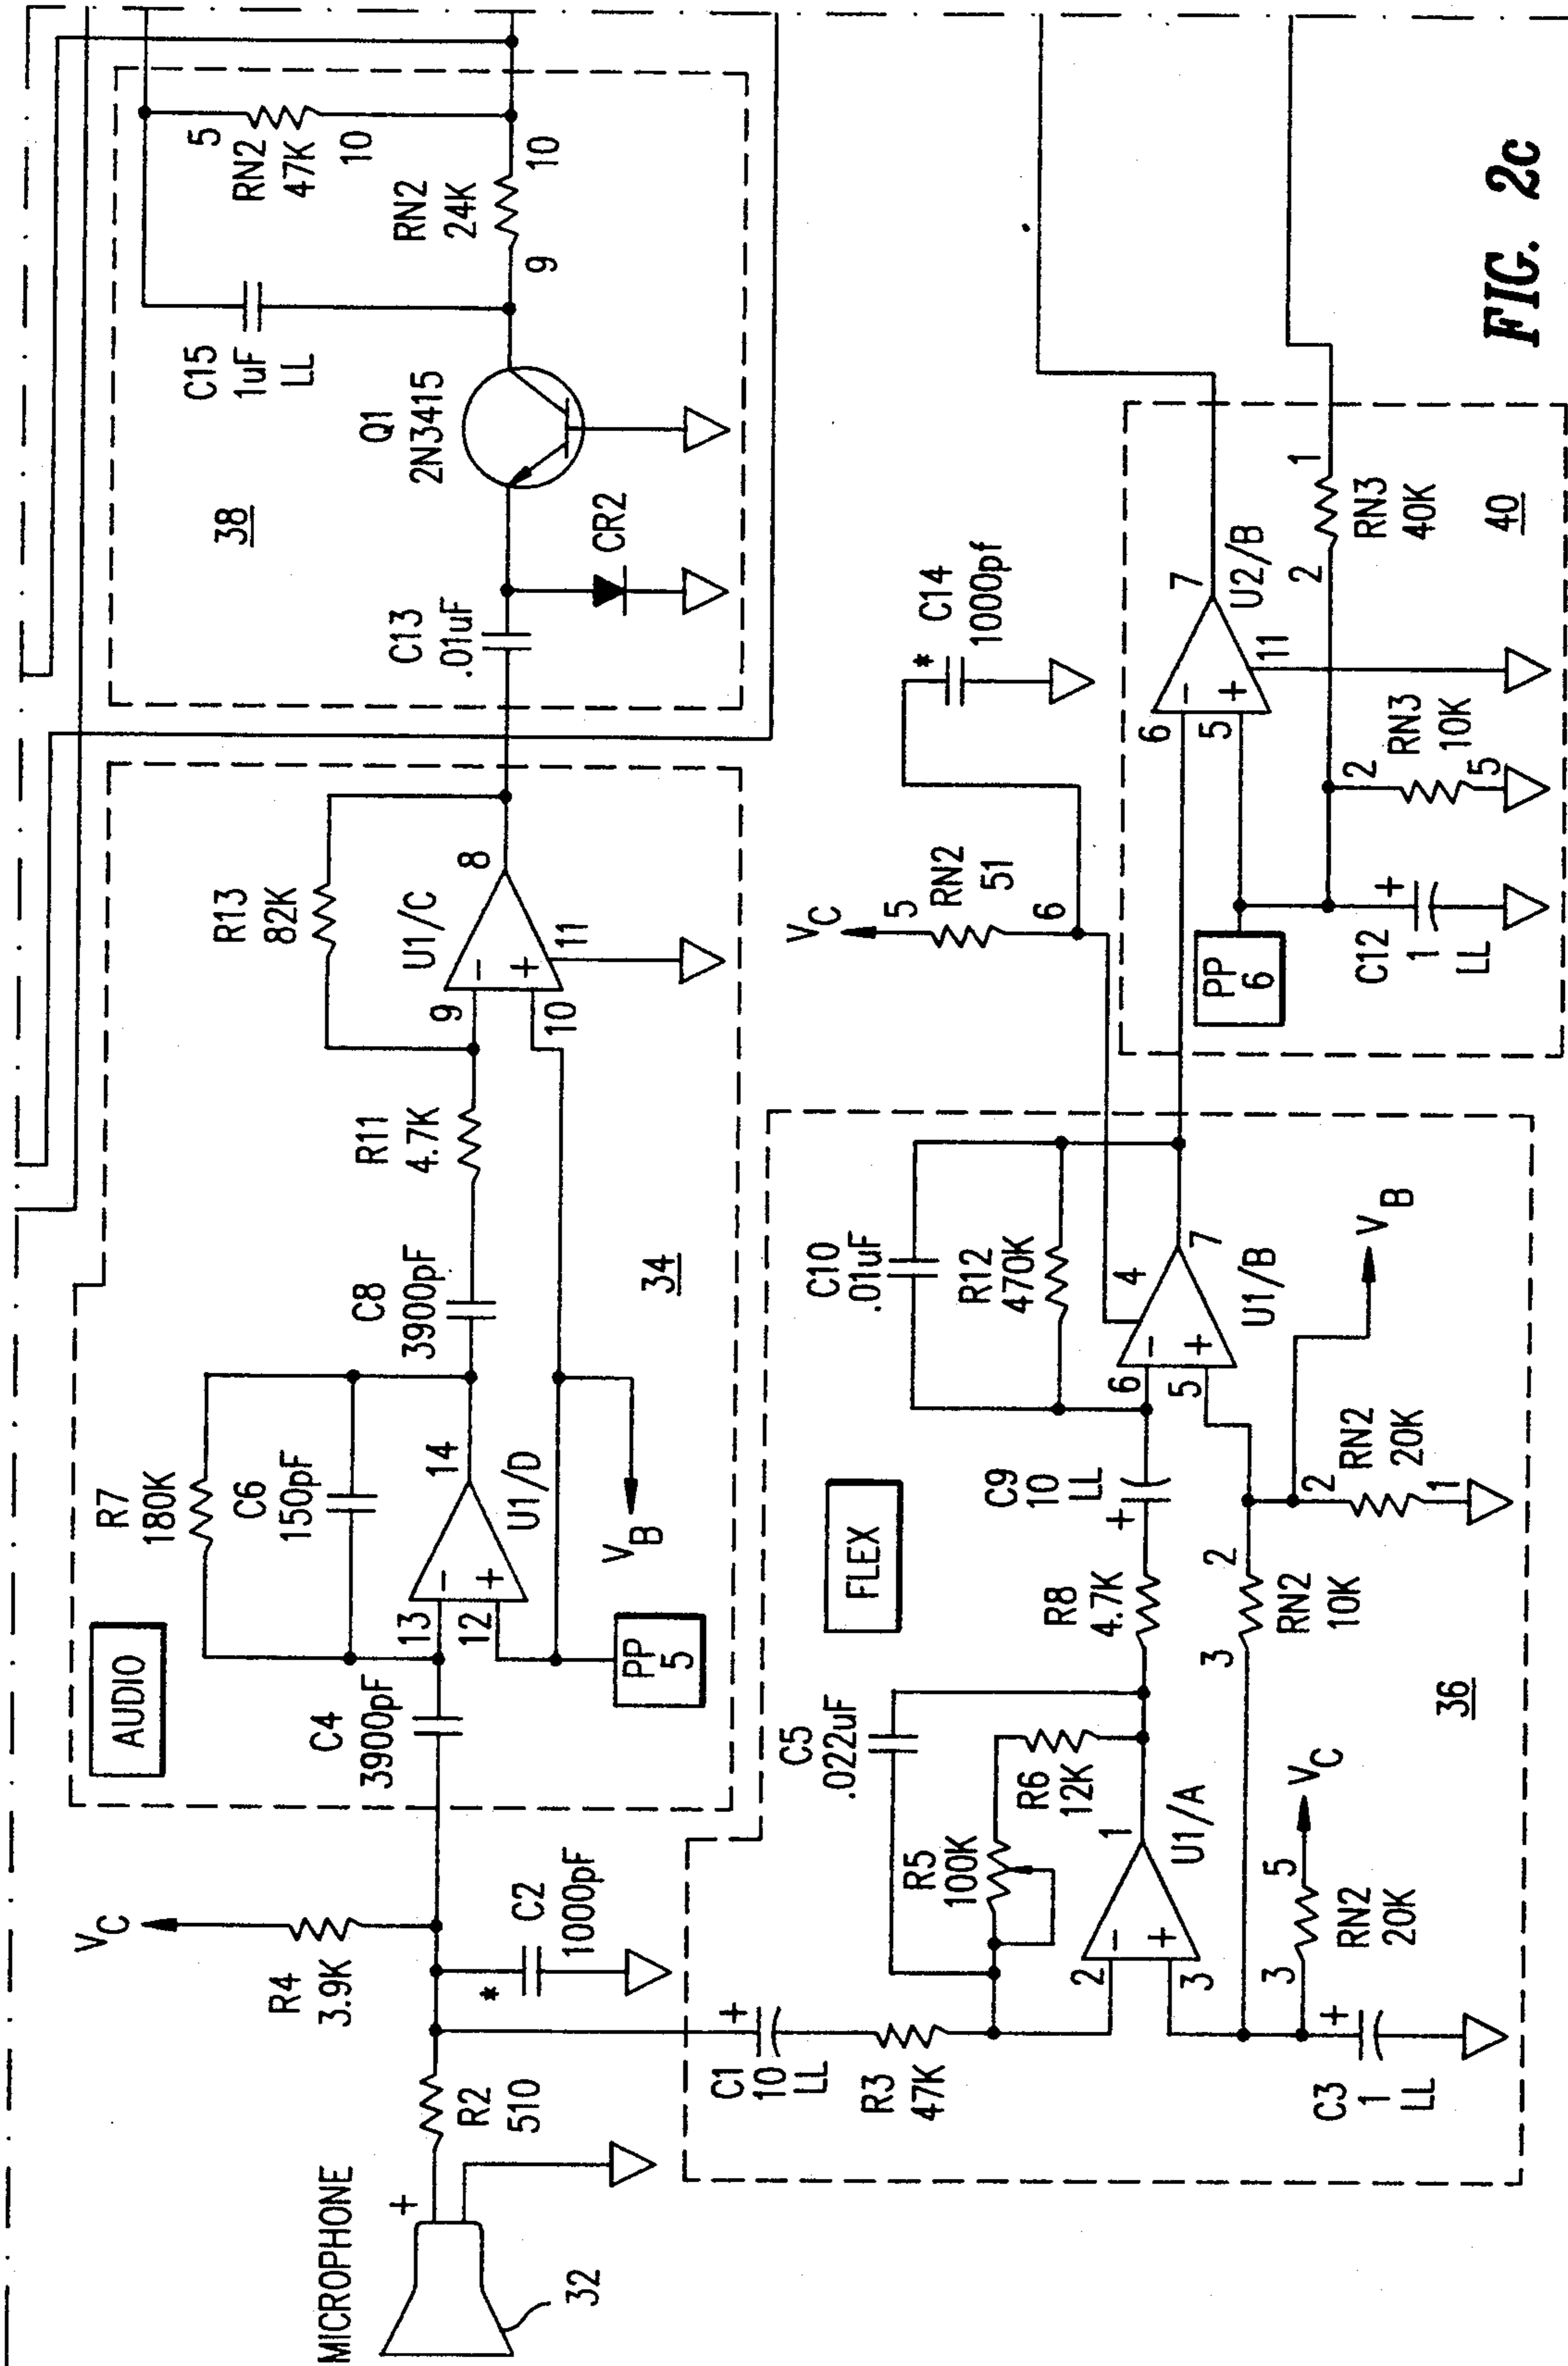 MICROPHONE
+
32
R2
510
V_C
R4
3.9K
*
C2
1000pF
AUDIO
C4
3900pF
R7
180K
C6
150pF
13
12
−
+
14
U1/D
PP
5
V_B
C8
3900pF
R11
4.7K
34
R13
82K
9
10
−
+
8
U1/C
11
C13
.01uF
CR2
38
Q1
2N3415
C15
1uF
LL
9
RN2
24K
10
5
RN2
47K
10
C1
+
10
LL
R3
47K
FLEX
C5
.022uF
R5
100K
R6
12K
2
3
−
+
1
U1/A
C3
+
1
LL
3
RN2
20K
5
V_C
R8
4.7K
C9
10
LL
+
3
RN2
10K
2
2
RN2
20K
1
V_B
36
C10
.01uF
R12
470K
6
5
−
+
4
7
U1/B
V_C
5
RN2
51
6
*
C14
1000pf
PP
6
C12
+
1
LL
2
RN3
10K
5
6
5
−
+
7
U2/B
11
2
RN3
40K
1
40
FIG. 2c